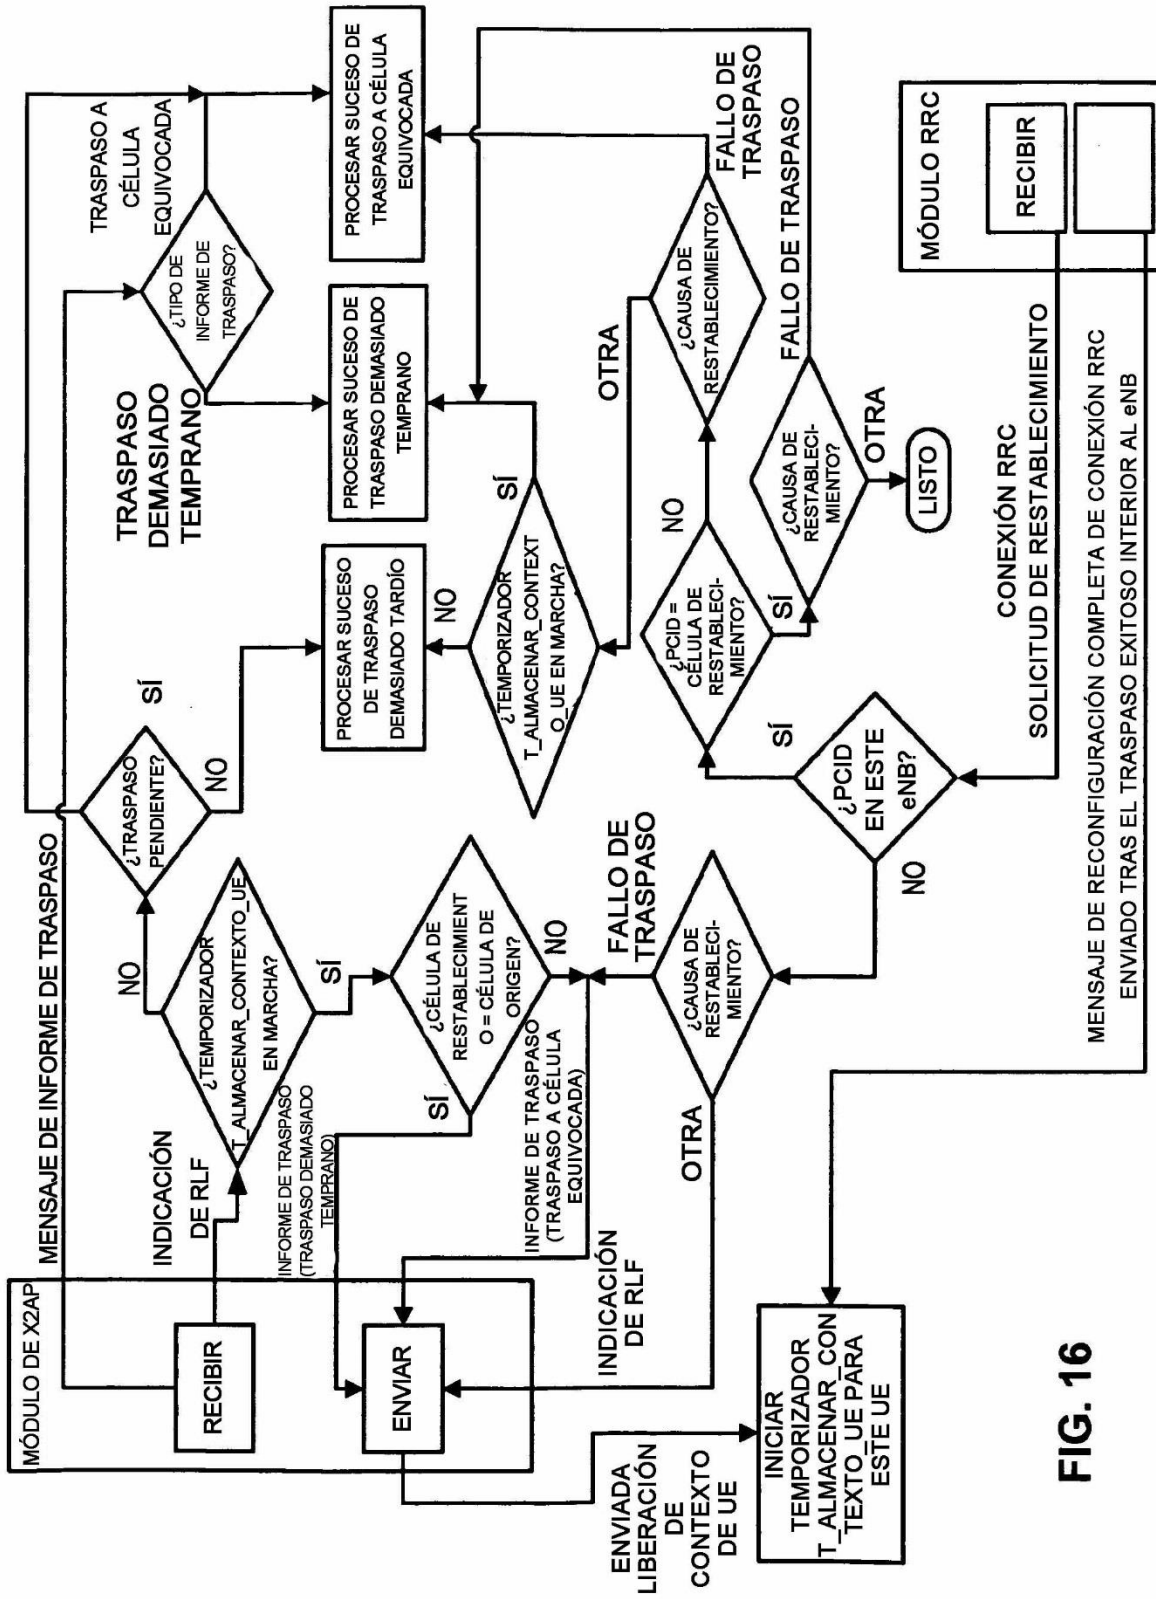 MÓDULO DE X2AP
RECIBIR
ENVIAR
MENSAJE DE INFORME DE TRASPASO
INDICACIÓN
DE RLF
¿TEMPORIZADOR
T_ALMACENAR_CONTEXTO_UE
EN MARCHA?
NO
SÍ
¿TRASPASO
PENDIENTE?
SÍ
NO
TRASPASO A
CÉLULA
EQUIVOCADA
¿TIPO DE
INFORME DE
TRASPASO?
TRASPASO
DEMASIADO
TEMPRANO
PROCESAR SUCESO
DE TRASPASO
DEMASIADO TARDÍO
PROCESAR SUCESO DE
TRASPASO DEMASIADO
TEMPRANO
PROCESAR SUCESO DE
TRASPASO A CÉLULA
EQUIVOCADA
INFORME DE TRASPASO
(TRASPASO DEMASIADO
TEMPRANO)
SÍ
¿CÉLULA DE
RESTABLECIMIENT
O = CÉLULA DE
ORIGEN?
NO
INFORME DE TRASPASO
(TRASPASO A CÉLULA
EQUIVOCADA)
NO
SÍ
¿TEMPORIZADOR
T_ALMACENAR_CONTEXT
O_UE EN MARCHA?
FALLO DE
TRASPASO
¿CAUSA DE
RESTABLECI-
MIENTO?
OTRA
INDICACIÓN
DE RLF
OTRA
¿CAUSA DE
RESTABLECIMIENTO?
FALLO DE
TRASPASO
¿PCID =
CÉLULA DE
RESTABLECI-
MIENTO?
NO
SÍ
¿CAUSA DE
RESTABLECI-
MIENTO?
FALLO DE TRASPASO
OTRA
LISTO
SÍ
¿PCID
EN ESTE
eNB?
NO
ENVIADA
LIBERACIÓN
DE
CONTEXTO
DE UE
INICIAR
TEMPORIZADOR
T_ALMACENAR_CON
TEXTO_UE PARA
ESTE UE
CONEXIÓN RRC
SOLICITUD DE RESTABLECIMIENTO
MENSAJE DE RECONFIGURACIÓN COMPLETA DE CONEXIÓN RRC
ENVIADO TRAS EL TRASPASO EXITOSO INTERIOR AL eNB
MÓDULO RRC
RECIBIR
FIG. 16